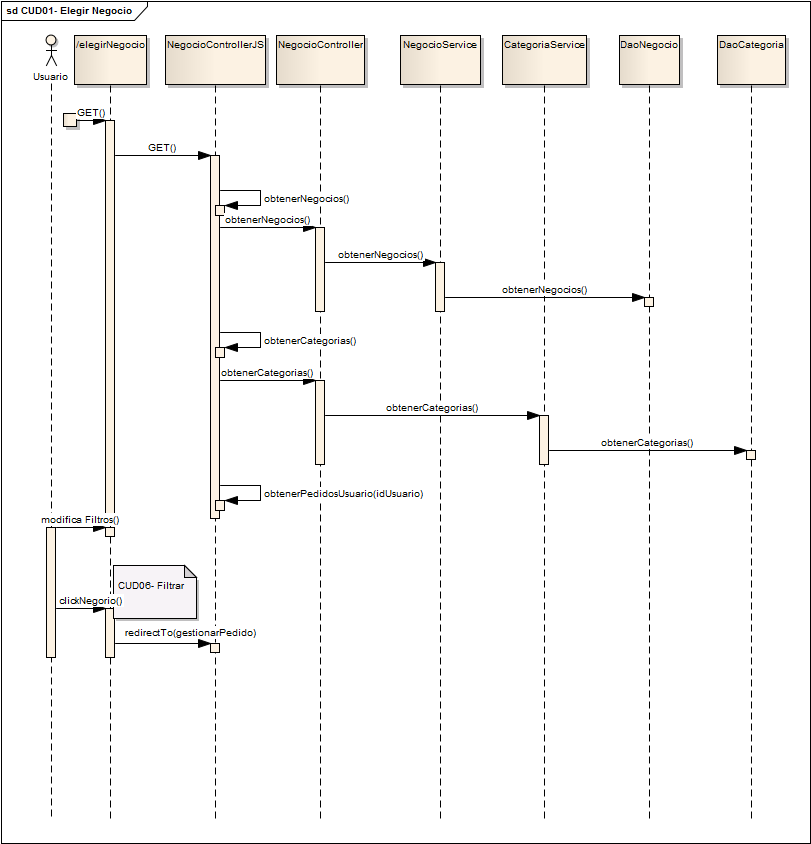 sd CUD01- Elegir Negocio
Usuario
/elegirNegocio
NegocioControllerJS
NegocioController
NegocioService
CategoriaService
DaoNegocio
DaoCategoria
GET()
GET()
obtenerNegocios()
obtenerNegocios()
obtenerNegocios()
obtenerNegocios()
obtenerCategorias()
obtenerCategorias()
obtenerCategorias()
obtenerCategorias()
obtenerPedidosUsuario(idUsuario)
modifica Filtros()
CUD06- Filtrar
clickNegorio()
redirectTo(gestionarPedido)